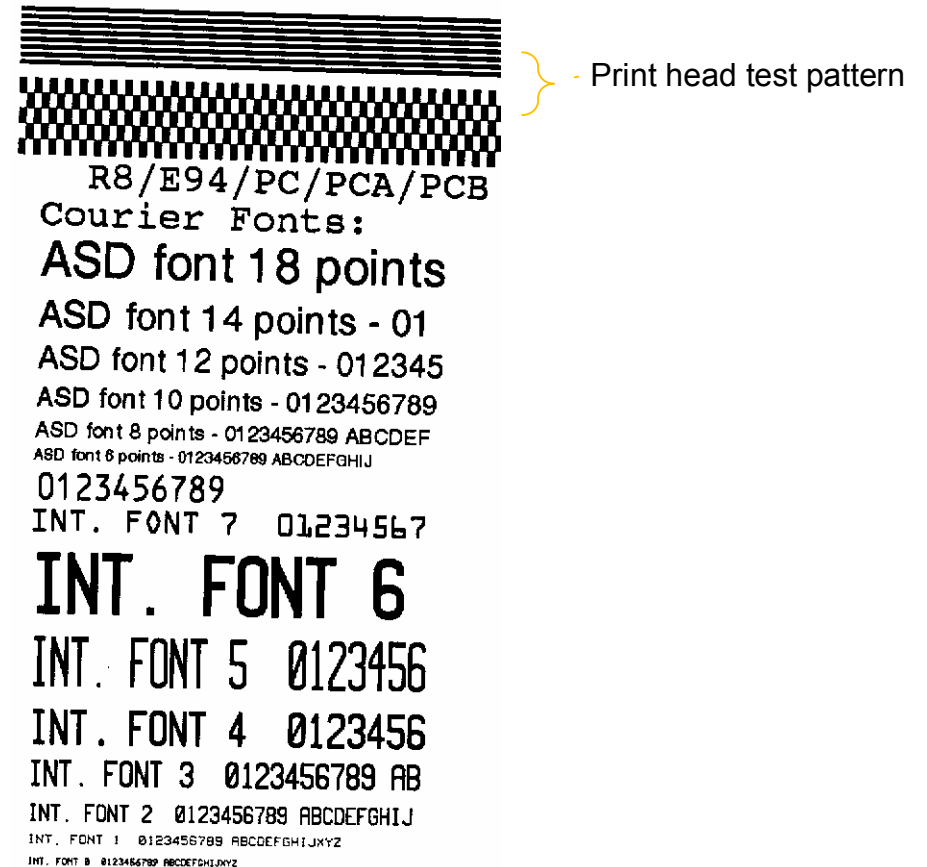 Print head test pattern
R8/E94/PC/PCA/PCB
Courier Fonts:
ASD font 18 points
ASD font 14 points - 01
ASD font 12 points - 012345
ASD font 10 points - 0123456789
ASD font 8 points - 0123456789 ABCDEF
ASD font 6 points - 0123456789 ABCDEFGHIJ
0123456789
INT. FONT 7 01234567
INT. FONT 6
INT. FONT 5 0123456
INT. FONT 4 0123456
INT. FONT 3 0123456789 AB
INT. FONT 2 0123456789 ABCDEFGHIJ
INT. FONT 1 0123456789 ABCDEFGHIJXYZ
INT. FONT 0 0123456789 ABCDEFGHIJXYZ